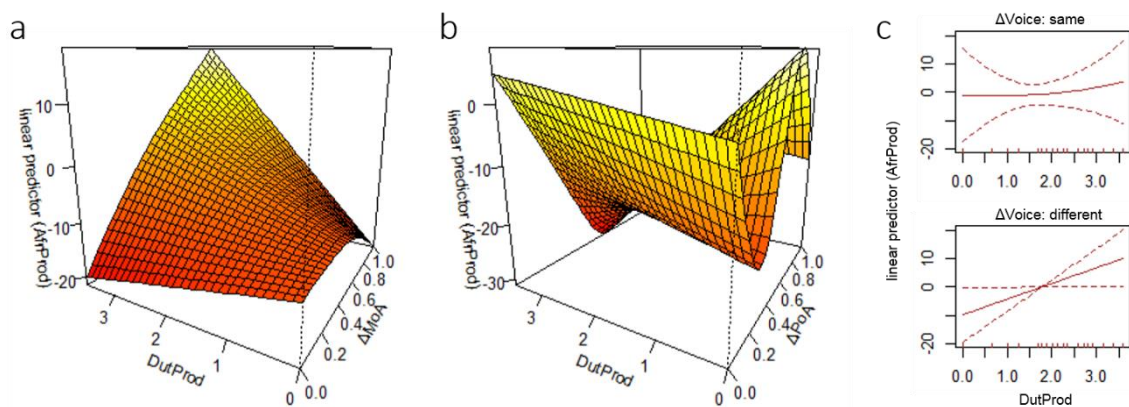 a
linear predictor (AfrProd)
10
0
-10
-20
3
2
1
0
DutProd
0.0
0.2
0.4
0.6
0.8
1.0
ΔMoA
b
linear predictor (AfrProd)
0
-10
-20
-30
3
2
1
0
DutProd
0.0
0.2
0.4
0.6
0.8
1.0
ΔPoA
c
ΔVoice: same
10
0
-20
0.0 1.0 2.0 3.0
linear predictor (AfrProd)
ΔVoice: different
10
0
-20
0.0 1.0 2.0 3.0
DutProd